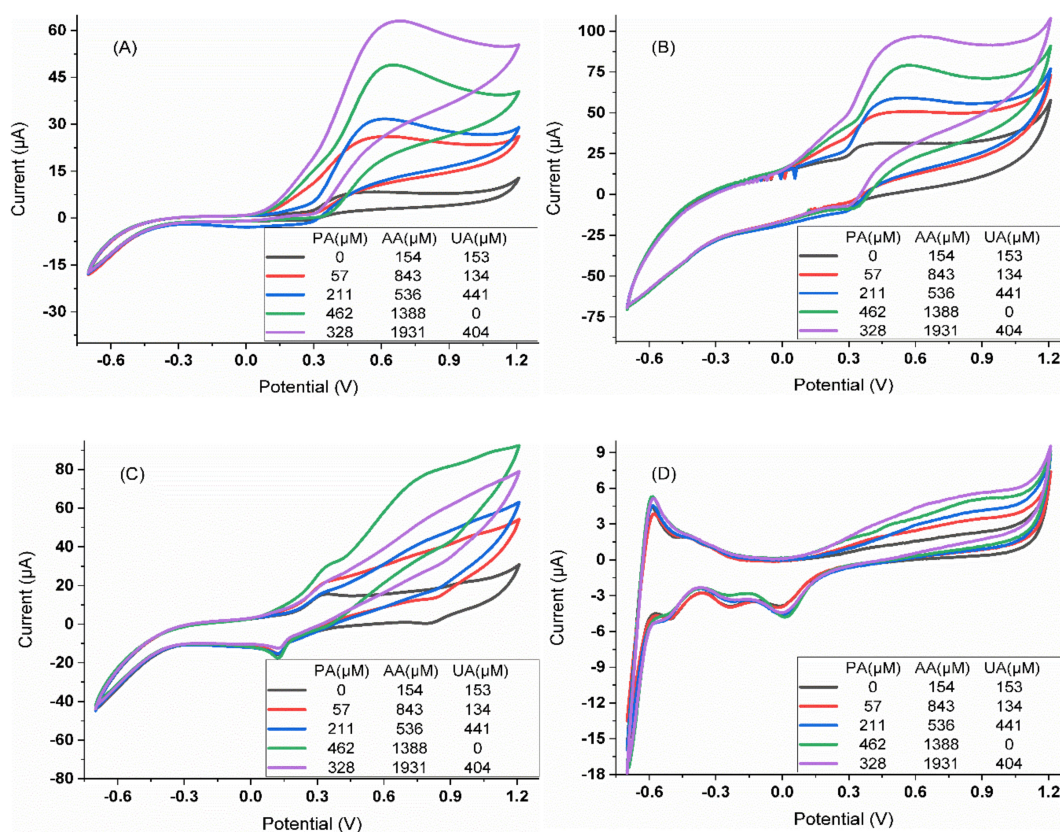 (A)
Current (µA)
60
45
30
15
0
-15
-30
PA(µM) AA(µM) UA(µM)
0 154 153
57 843 134
211 536 441
462 1388 0
328 1931 404
-0.6 -0.3 0.0 0.3 0.6 0.9 1.2
Potential (V)
(B)
Current (µA)
100
75
50
25
0
-25
-50
-75
PA(µM) AA(µM) UA(µM)
0 154 153
57 843 134
211 536 441
462 1388 0
328 1931 404
-0.6 -0.3 0.0 0.3 0.6 0.9 1.2
Potential (V)
(C)
Current (µA)
80
60
40
20
0
-20
-40
-60
-80
PA(µM) AA(µM) UA(µM)
0 154 153
57 843 134
211 536 441
462 1388 0
328 1931 404
-0.6 -0.3 0.0 0.3 0.6 0.9 1.2
Potential (V)
(D)
Current (µA)
9
6
3
0
-3
-6
-9
-12
-15
-18
PA(µM) AA(µM) UA(µM)
0 154 153
57 843 134
211 536 441
462 1388 0
328 1931 404
-0.6 -0.3 0.0 0.3 0.6 0.9 1.2
Potential (V)